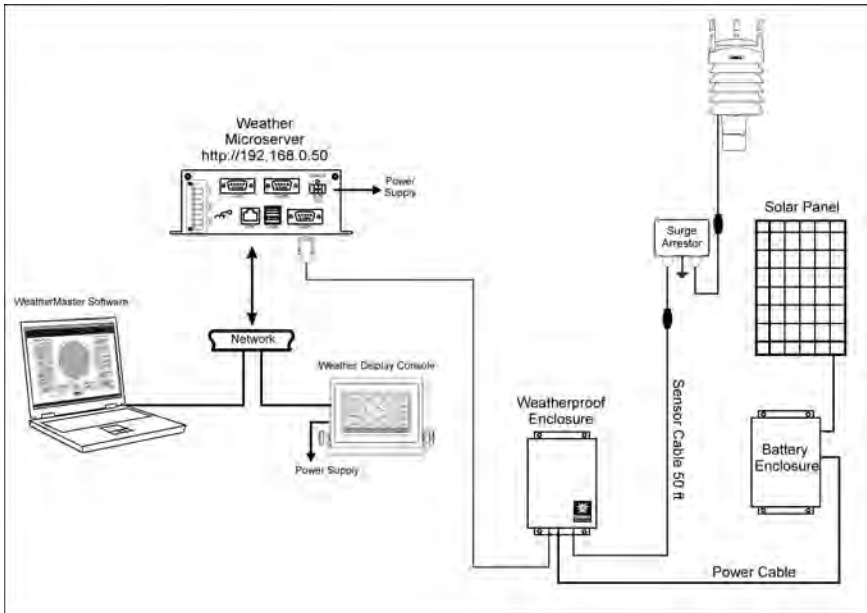 Weather
Microserver
http://192.168.0.50
Power
Supply
Solar Panel
Surge
Arrestor
WeatherMaster Software
Network
Weather Display Console
Power Supply
Weatherproof
Enclosure
Sensor Cable 50 ft
Battery
Enclosure
Power Cable